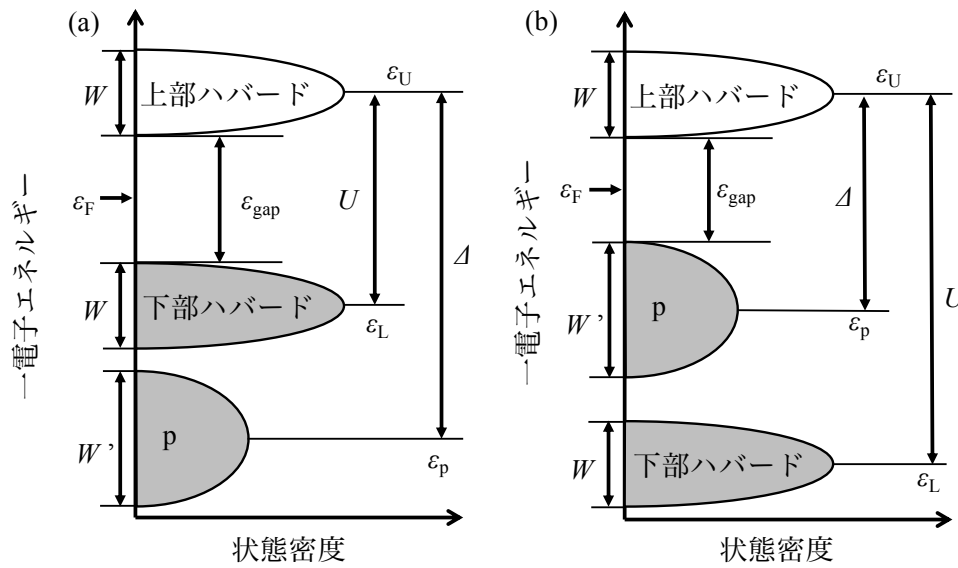 (a)
W
上部ハバード
εU
εF
εgap
U
Δ
W
下部ハバード
εL
W'
p
εp
一電子エネルギー
状態密度
(b)
W
上部ハバード
εU
εF
εgap
Δ
U
W'
p
εp
W
下部ハバード
εL
一電子エネルギー
状態密度